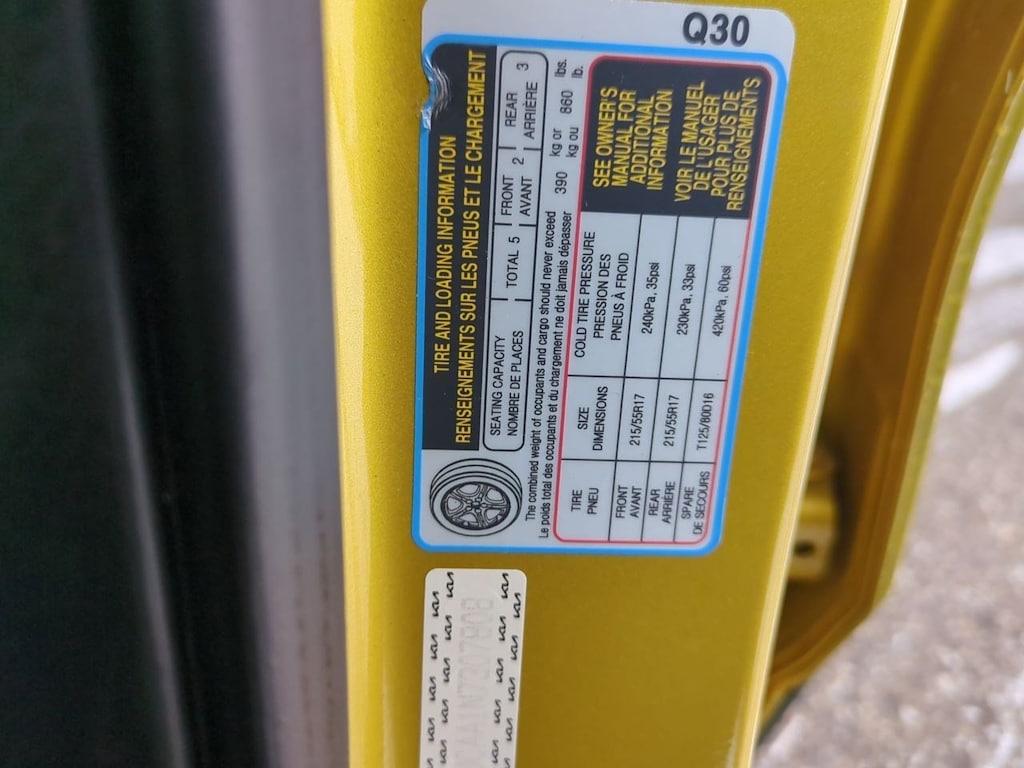 Q30
TIRE AND LOADING INFORMATION
RENSEIGNEMENTS SUR LES PNEUS ET LE CHARGEMENT
SEATING CAPACITY
NOMBRE DE PLACES
TOTAL 5
FRONT
AVANT 2
REAR
ARRIÈRE 3
The combined weight of occupants and cargo should never exceed 390 kg or 860 lbs.
Le poids total des occupants et du chargement ne doit jamais dépasser kg ou lb.
TIRE
PNEU
SIZE
DIMENSIONS
COLD TIRE PRESSURE
PRESSION DES
PNEUS À FROID
FRONT
AVANT
215/55R17
240kPa, 35psi
REAR
ARRIÈRE
215/55R17
230kPa, 33psi
SPARE
DE SECOURS
T125/80D16
420kPa, 60psi
SEE OWNER'S
MANUAL FOR
ADDITIONAL
INFORMATION
VOIR LE MANUEL
DE L'USAGER
POUR PLUS DE
RENSEIGNEMENTS